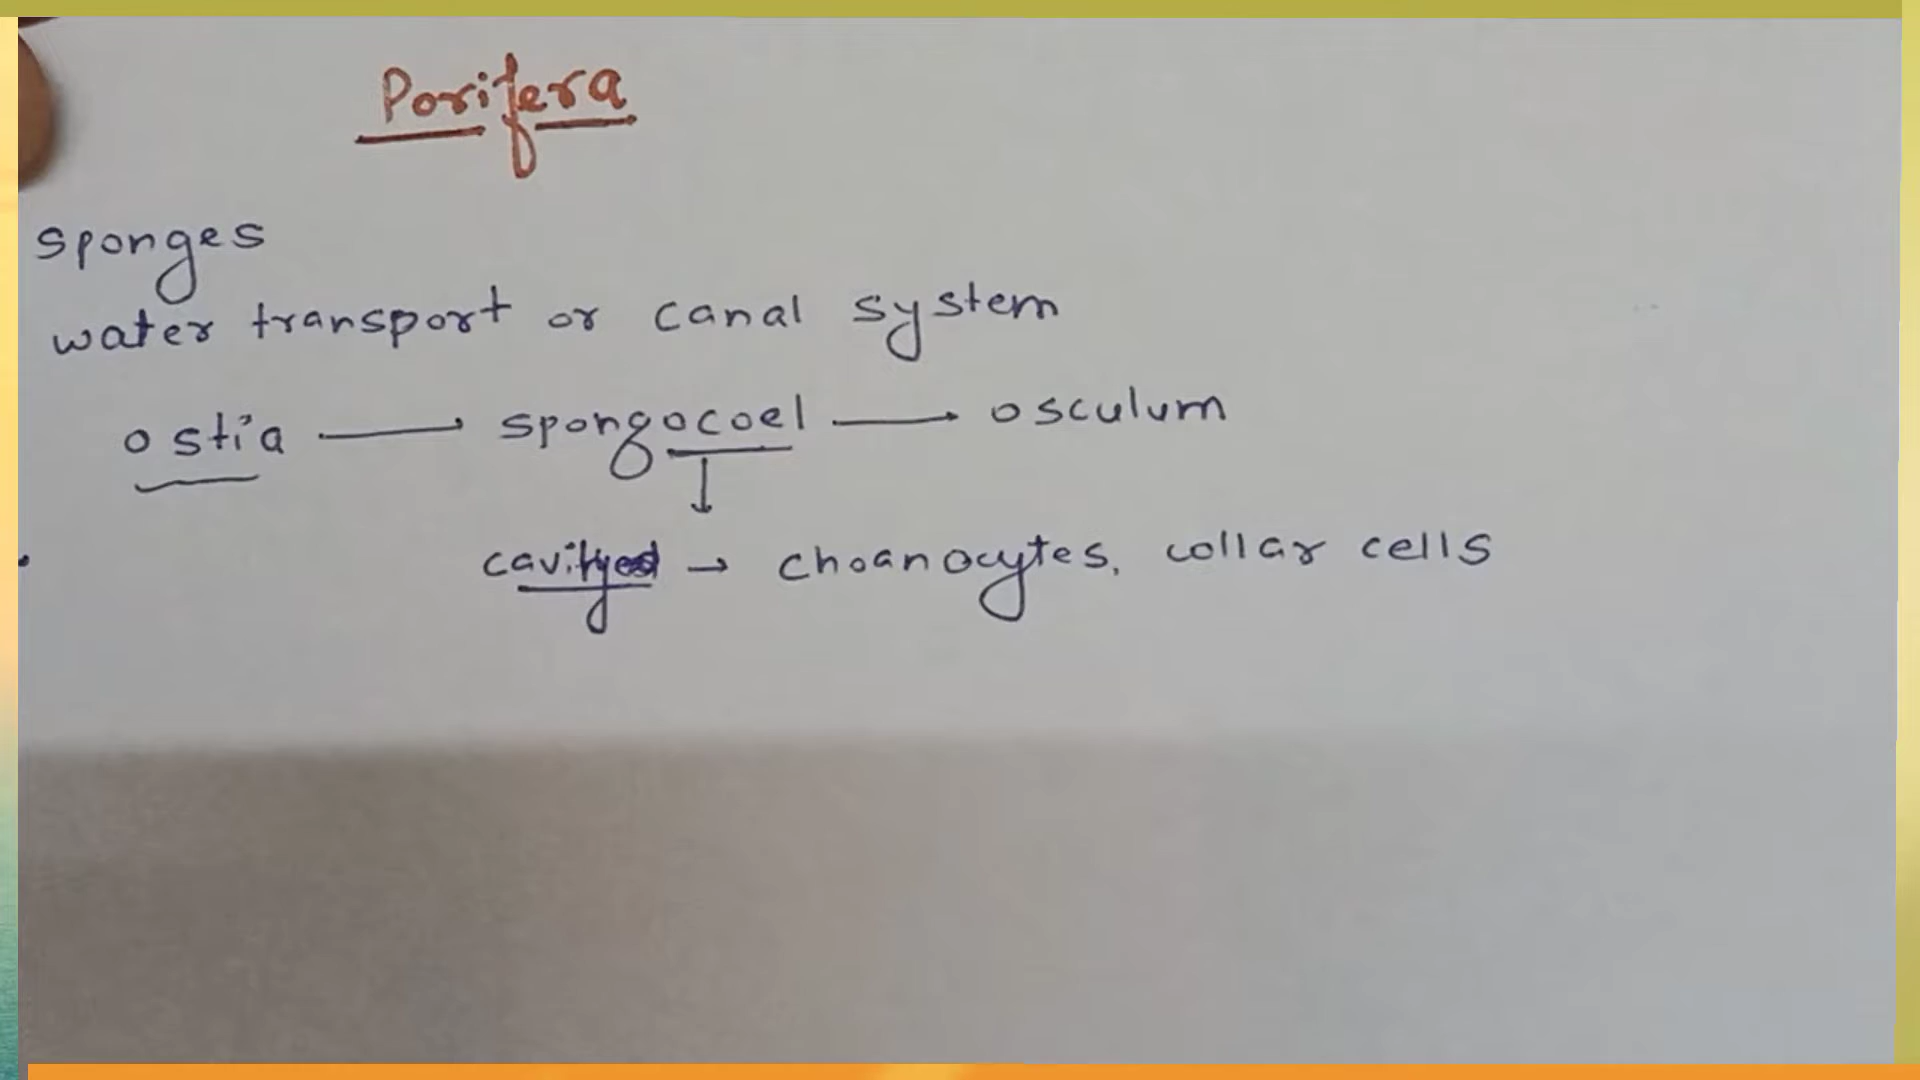 Porifera
sponges
water transport or canal system
ostia → spongocoel → osculum
↓
cavity → choanocytes, collar cells